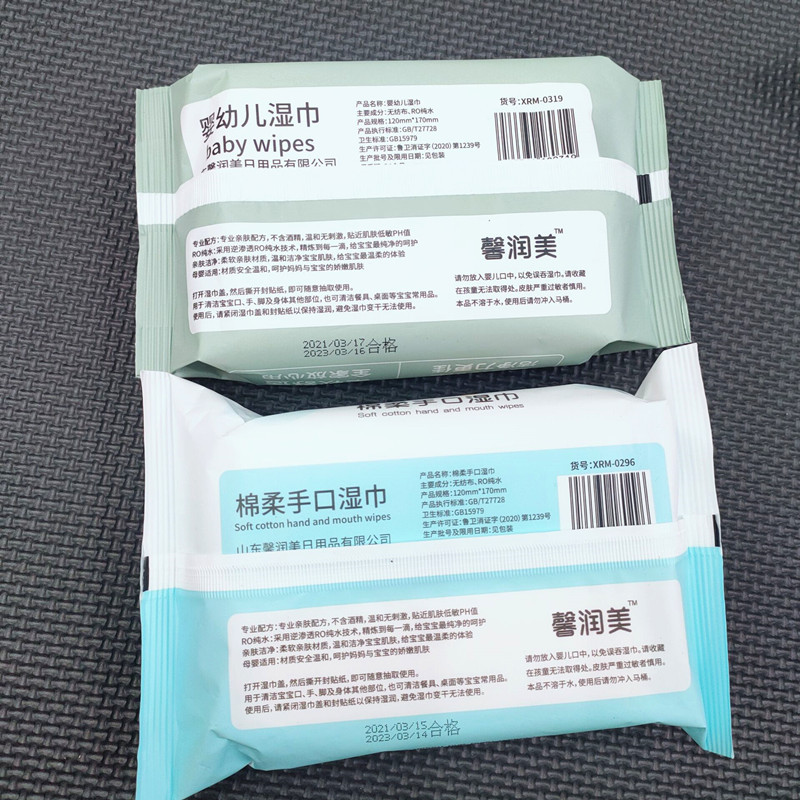 婴幼儿湿巾
baby wipes
东馨润美日用品有限公司
产品名称：婴幼儿湿巾
主要成分：无纺布、RO纯水
产品规格：120mm*170mm
产品执行标准：GB/T27728
卫生标准：GB15979
生产许可证：鲁卫消证字(2020) 第1239号
生产批号及限用日期：见包装
货号：XRM-0319
专业配方：专业亲肤配方，不含酒精，温和无刺激，贴近肌肤低敏PH值
RO纯水：采用逆渗透RO纯水技术，精炼到每一滴，给宝宝最纯净的呵护
亲肤洁净：柔软亲肤材质，温和洁净宝宝肌肤，给宝宝最温柔的体验
母婴适用：材质安全温和，呵护妈妈与宝宝的娇嫩肌肤
打开湿巾盖，然后撕开封贴纸，即可随意抽取使用。
用于清洁宝宝口、手、脚及身体其他部位，也可清洁餐具、桌面等宝宝常用品。
使用后，请紧闭湿巾盖和封贴纸以保持湿润，避免湿巾变干无法使用。
馨润美™
请勿放入婴儿口中，以免误吞湿巾，请收藏
在孩童无法取得处，皮肤严重过敏者慎用。
本品不溶于水，使用后请勿冲入马桶。
2021/03/17
2023/03/16合格
全家放心用
洁净力更佳
棉柔手口湿巾
Soft cotton hand and mouth wipes
棉柔手口湿巾
Soft cotton hand and mouth wipes
山东馨润美日用品有限公司
产品名称：棉柔手口湿巾
主要成分：无纺布、RO纯水
产品规格：120mm*170mm
产品执行标准：GB/T27728
卫生标准：GB15979
生产许可证：鲁卫消证字(2020) 第1239号
生产批号及限用日期：见包装
货号：XRM-0296
专业配方：专业亲肤配方，不含酒精，温和无刺激，贴近肌肤低敏PH值
RO纯水：采用逆渗透RO纯水技术，精炼到每一滴，给宝宝最纯净的呵护
亲肤洁净：柔软亲肤材质，温和洁净宝宝肌肤，给宝宝最温柔的体验
母婴适用：材质安全温和，呵护妈妈与宝宝的娇嫩肌肤
打开湿巾盖，然后撕开封贴纸，即可随意抽取使用。
用于清洁宝宝口、手、脚及身体其他部位，也可清洁餐具、桌面等宝宝常用品。
使用后，请紧闭湿巾盖和封贴纸以保持湿润，避免湿巾变干无法使用。
馨润美™
请勿放入婴儿口中，以免误吞湿巾，请收藏
在孩童无法取得处，皮肤严重过敏者慎用。
本品不溶于水，使用后请勿冲入马桶。
2021/03/15
2023/03/14合格